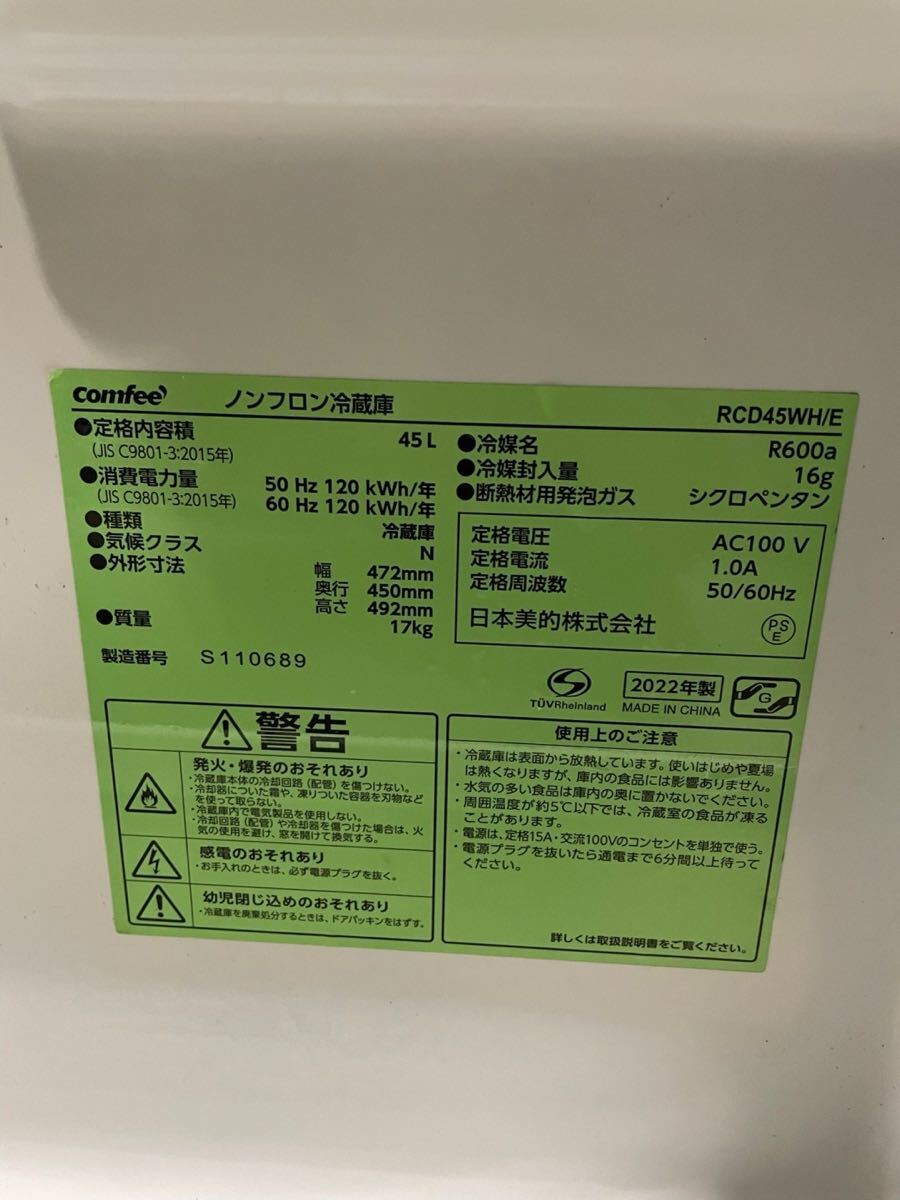 comfee' ノンフロン冷蔵庫 RCD45WH/E
●定格内容積 45 L
(JIS C9801-3:2015年)
●消費電力量 50 Hz 120 kWh/年
(JIS C9801-3:2015年) 60 Hz 120 kWh/年
●種類 冷蔵庫
●気候クラス N
●外形寸法 幅 472mm
奥行 450mm
高さ 492mm
●質量 17kg
製造番号 S110689
●冷媒名 R600a
●冷媒封入量 16g
●断熱材用発泡ガス シクロペンタン
定格電圧 AC100 V
定格電流 1.0A
定格周波数 50/60Hz
日本美的株式会社 PSE
TÜVRheinland
2022年製
MADE IN CHINA
G
警告
発火・爆発のおそれあり
・冷蔵庫本体の冷却回路(配管)を傷つけない。
・冷却器についた霜や、凍りついた容器を刃物など
を使って取らない。
・冷蔵庫内で電気製品を使用しない。
・冷却回路(配管)や冷却器を傷つけた場合は、火
気の使用を避け、窓を開けて換気する。
感電のおそれあり
・お手入れのときは、必ず電源プラグを抜く。
幼児閉じ込めのおそれあり
・冷蔵庫を廃棄処分するときは、ドアパッキンをはずす。
使用上のご注意
・冷蔵庫は表面から放熱しています。使いはじめや夏場
は熱くなりますが、庫内の食品には影響ありません。
・水気の多い食品は庫内の奥に置かないでください。
・周囲温度が約5℃以下では、冷蔵室の食品が凍る
ことがあります。
・電源は、定格15A・交流100Vのコンセントを単独で使う。
・電源プラグを抜いたら通電まで6分間以上待って
ください。
詳しくは取扱説明書をご覧ください。